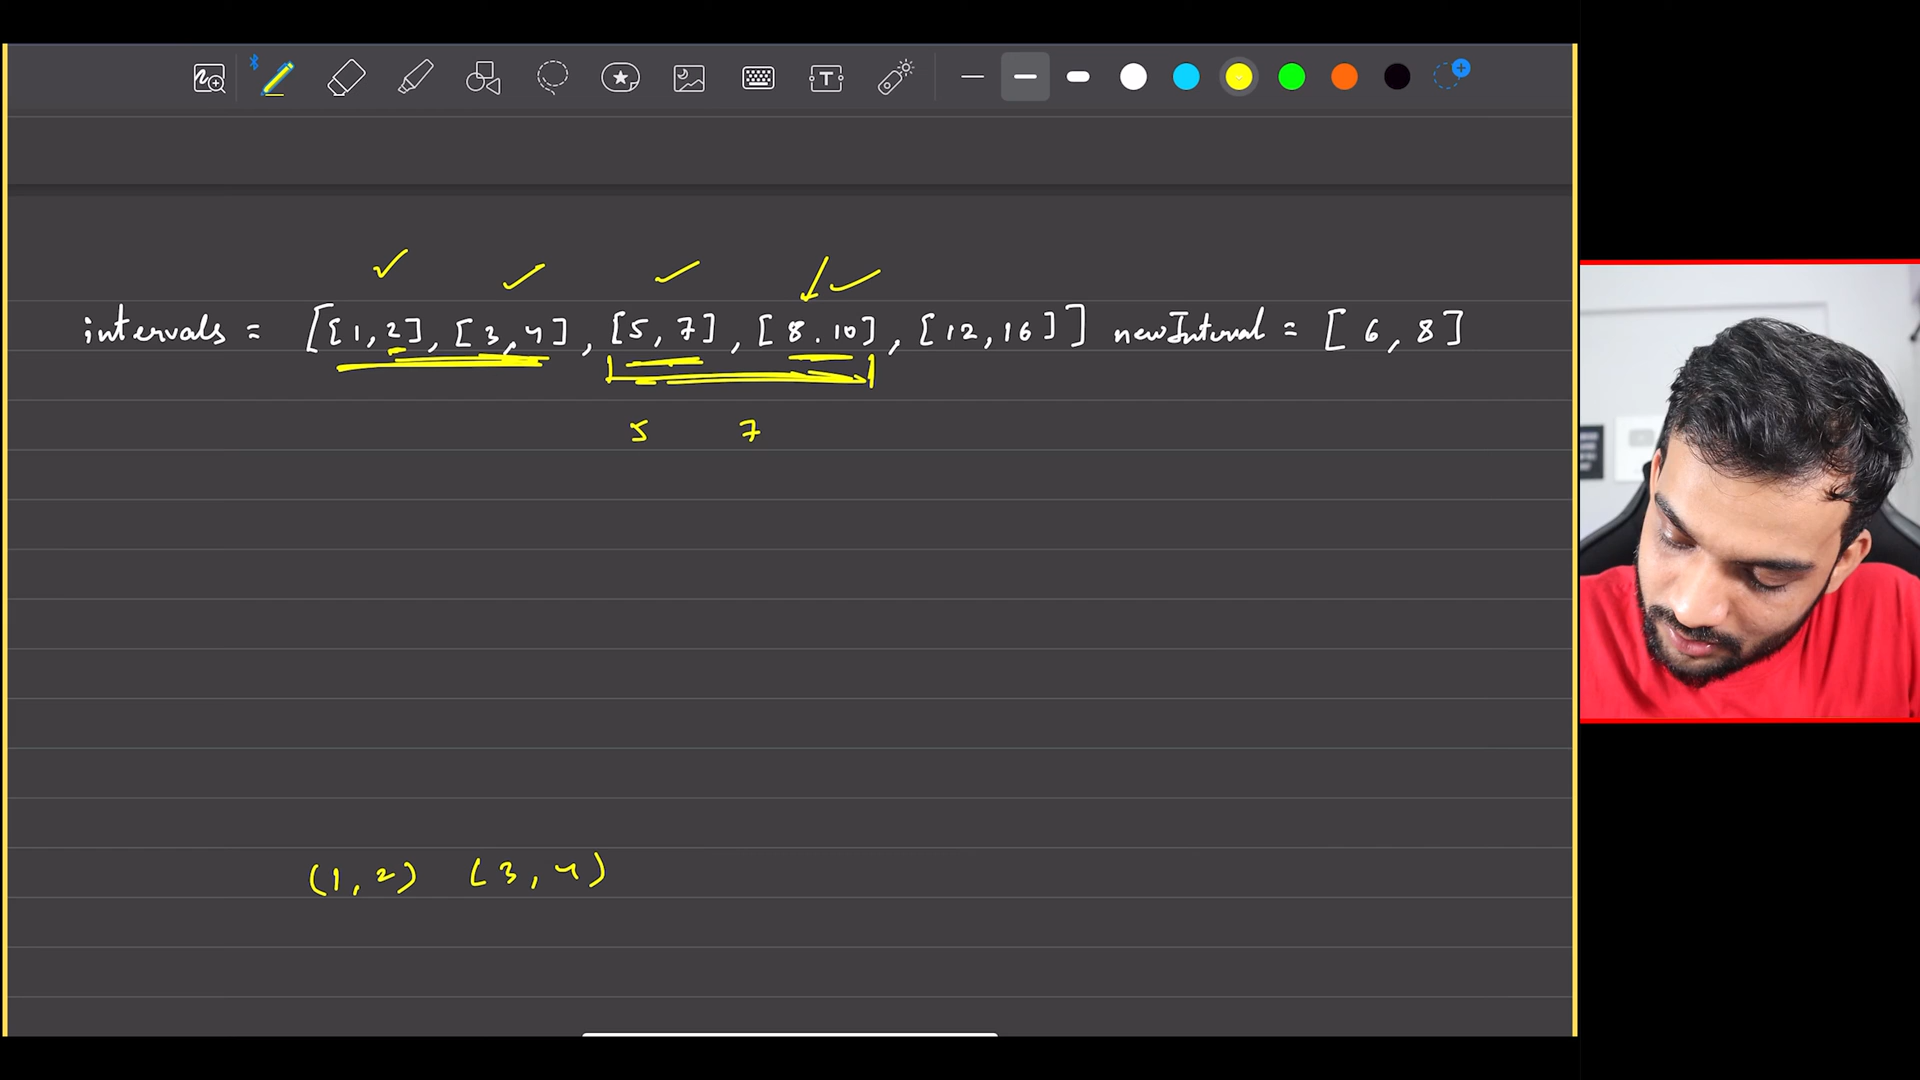 intervals = [[1,2],[3,4],[5,7],[8.10],[12,16]] newInterval = [6,8]
5 7
(1,2) (3,4)